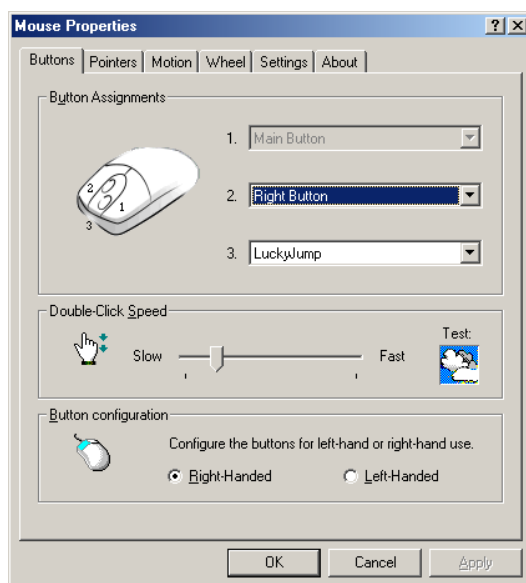 Mouse Properties
Buttons Pointers Motion Wheel Settings About
Button Assignments
1. Main Button
2. Right Button
3. LuckyJump
2
1
3
Double-Click Speed
Slow Fast Test:
Button configuration
Configure the buttons for left-hand or right-hand use.
Right-Handed Left-Handed
OK Cancel Apply